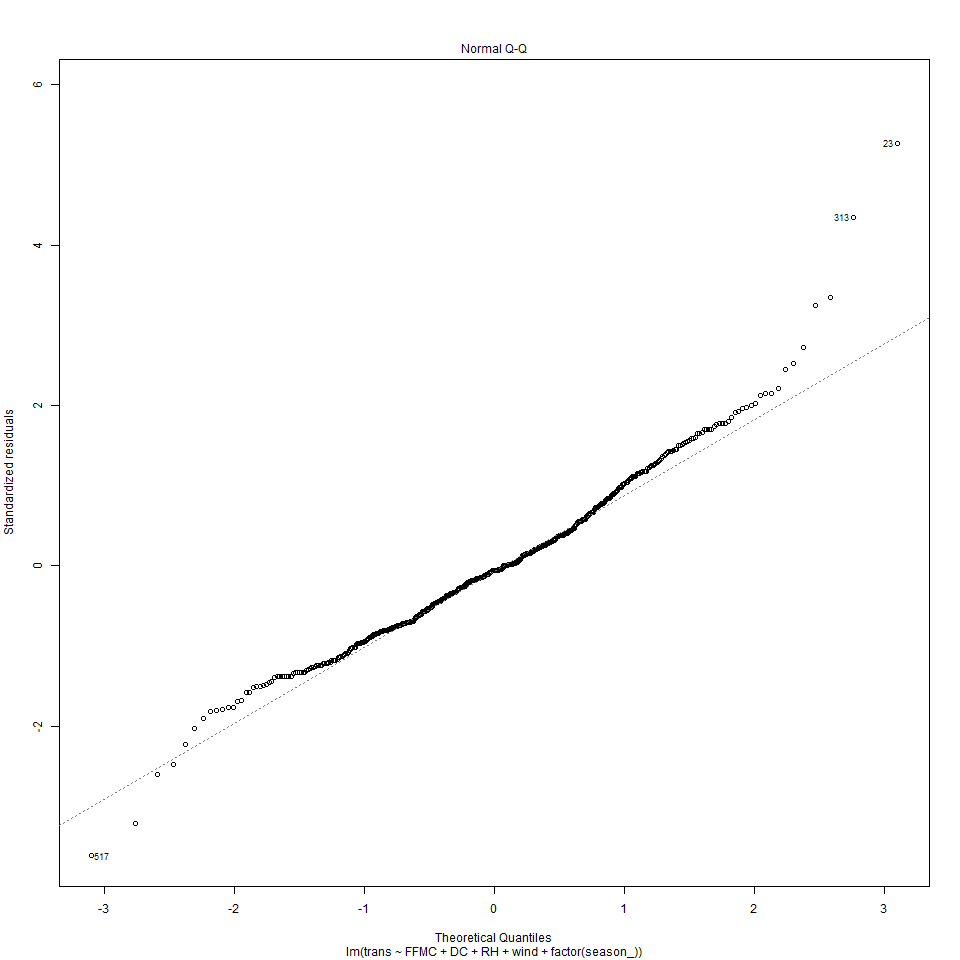 Normal Q-Q
6
4
2
0
-2
Standardized residuals
23
313
517
-3 -2 -1 0 1 2 3
Theoretical Quantiles
lm(trans ~ FFMC + DC + RH + wind + factor(season_))